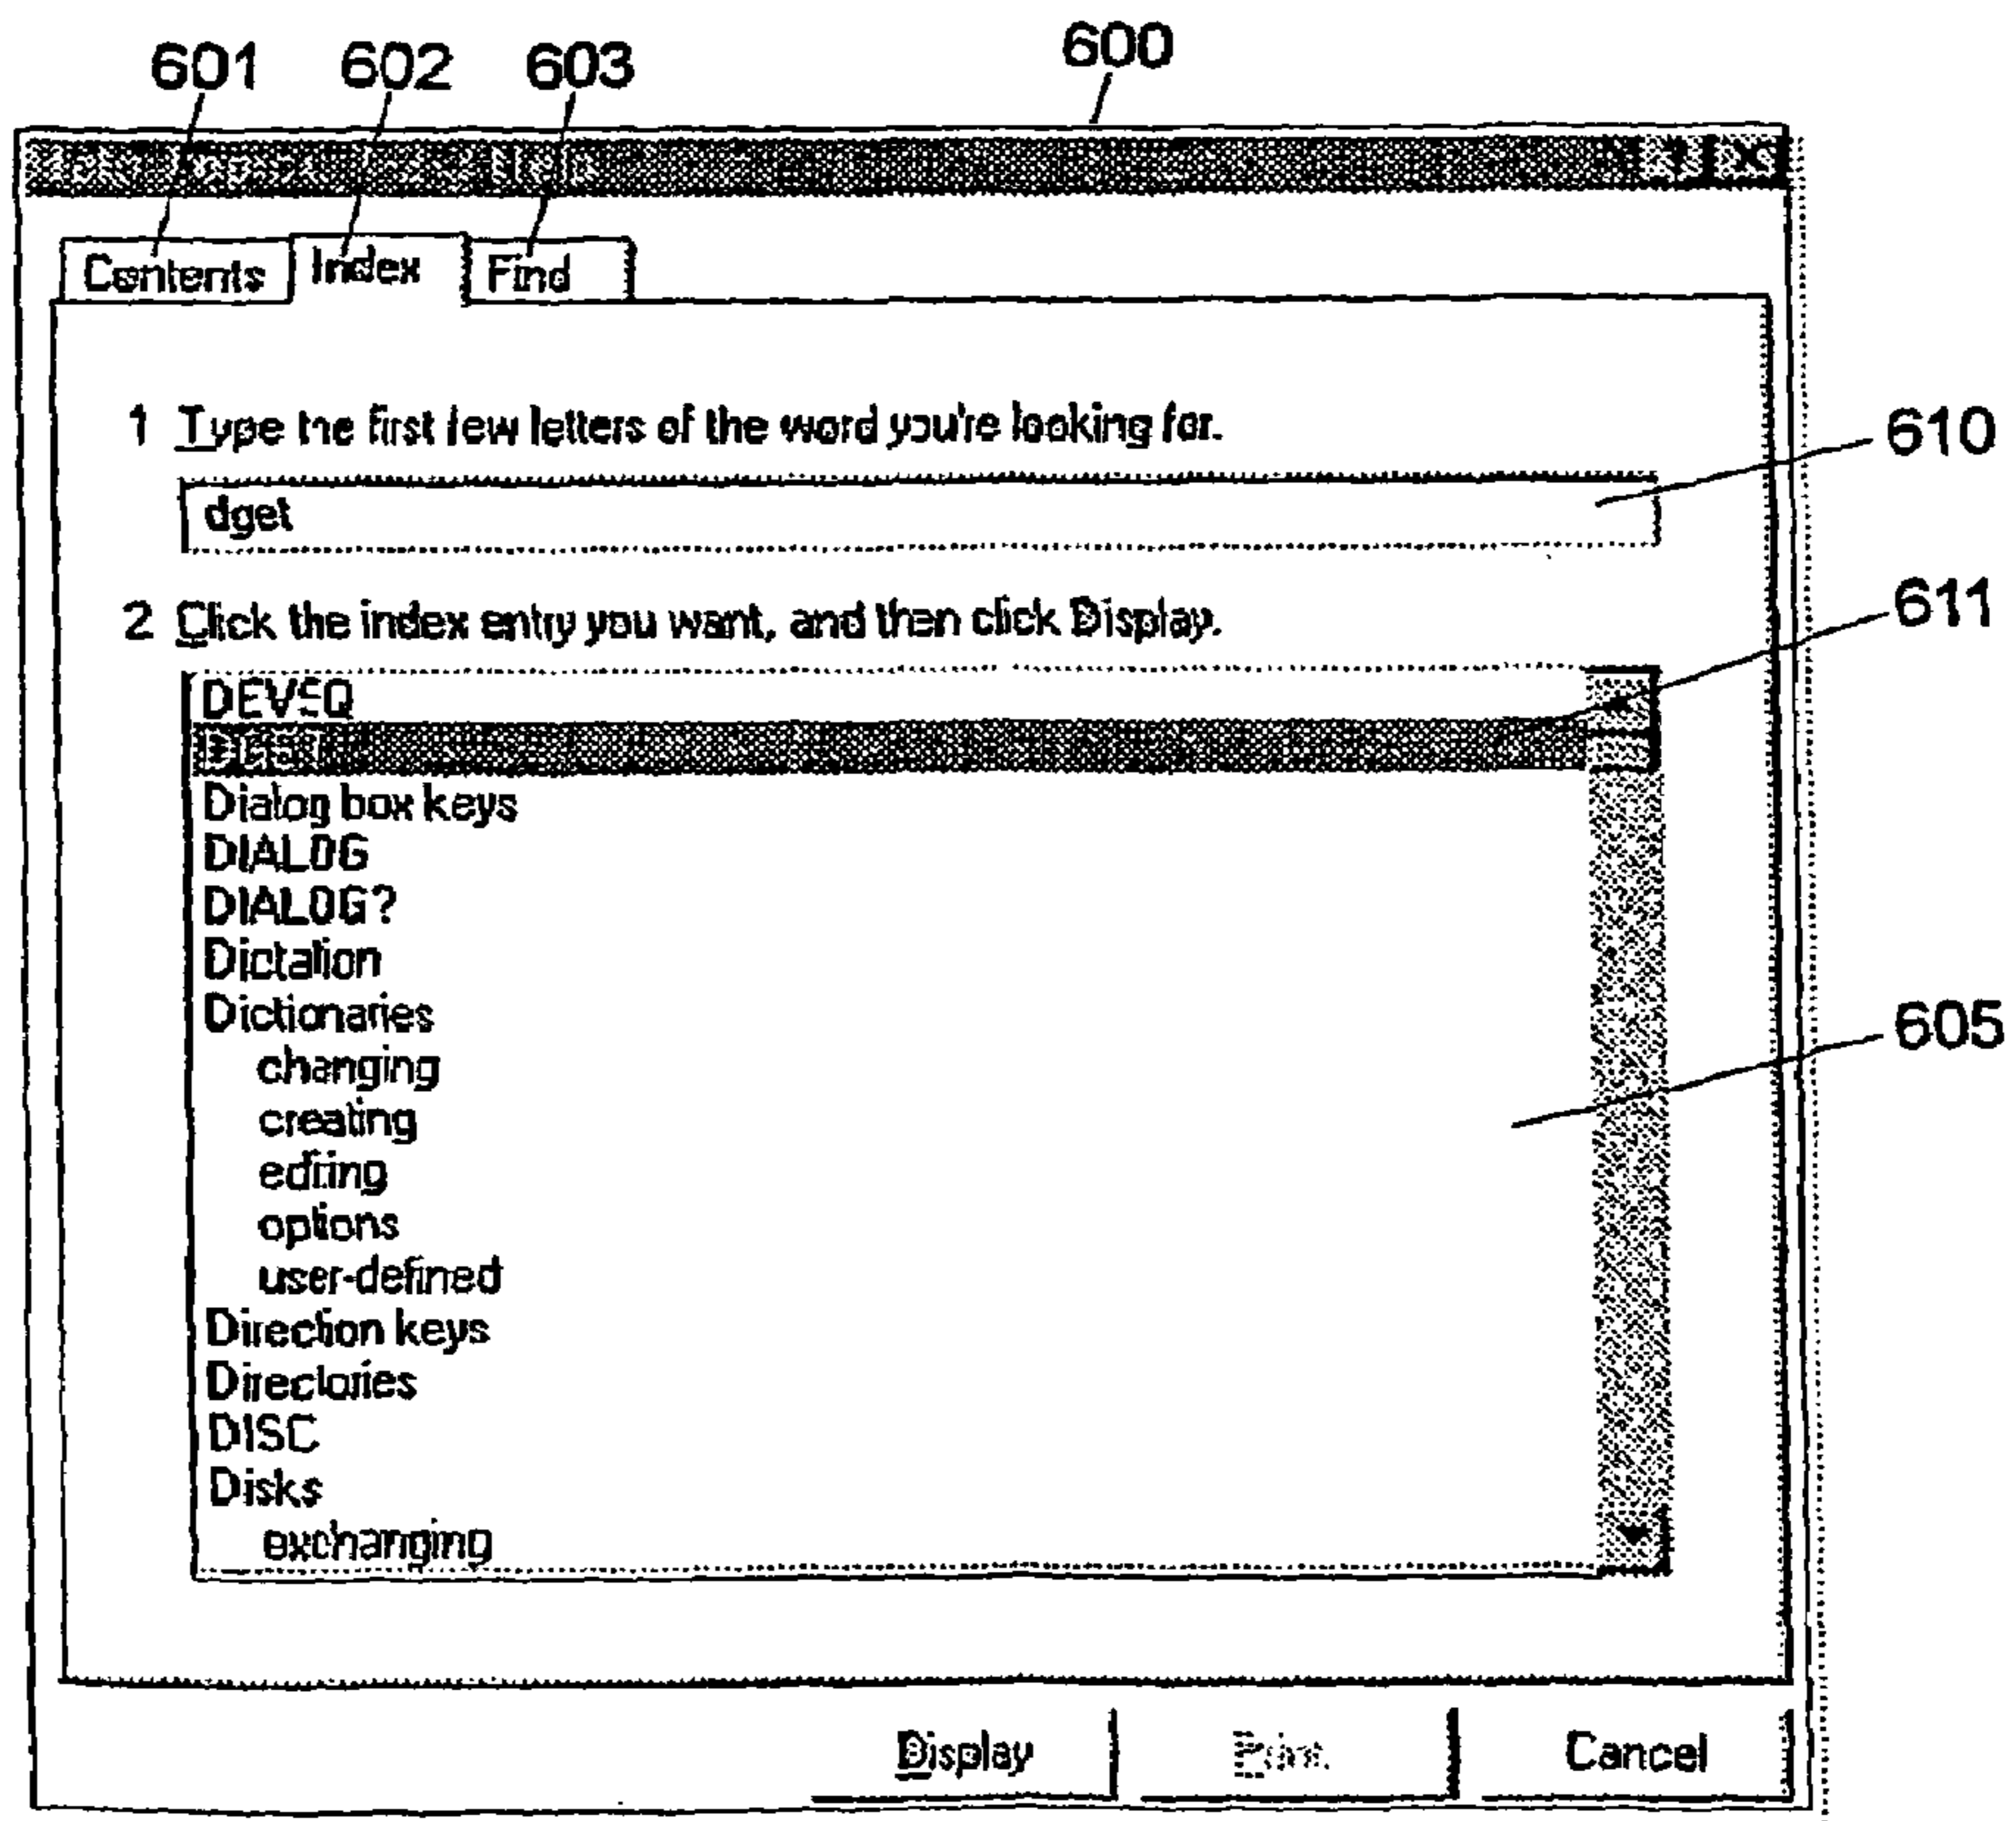 601 602 603 600
Contents Index Find
1 Type the first few letters of the word you're looking for.
610
dget
611
2 Click the index entry you want, and then click Display.
DEVSQ
DGET
Dialog box keys
DIALOG
DIALOG?
Dictation
Dictionaries
605
changing
creating
editing
options
user-defined
Direction keys
Directories
DISC
Disks
exchanging
Display Print Cancel